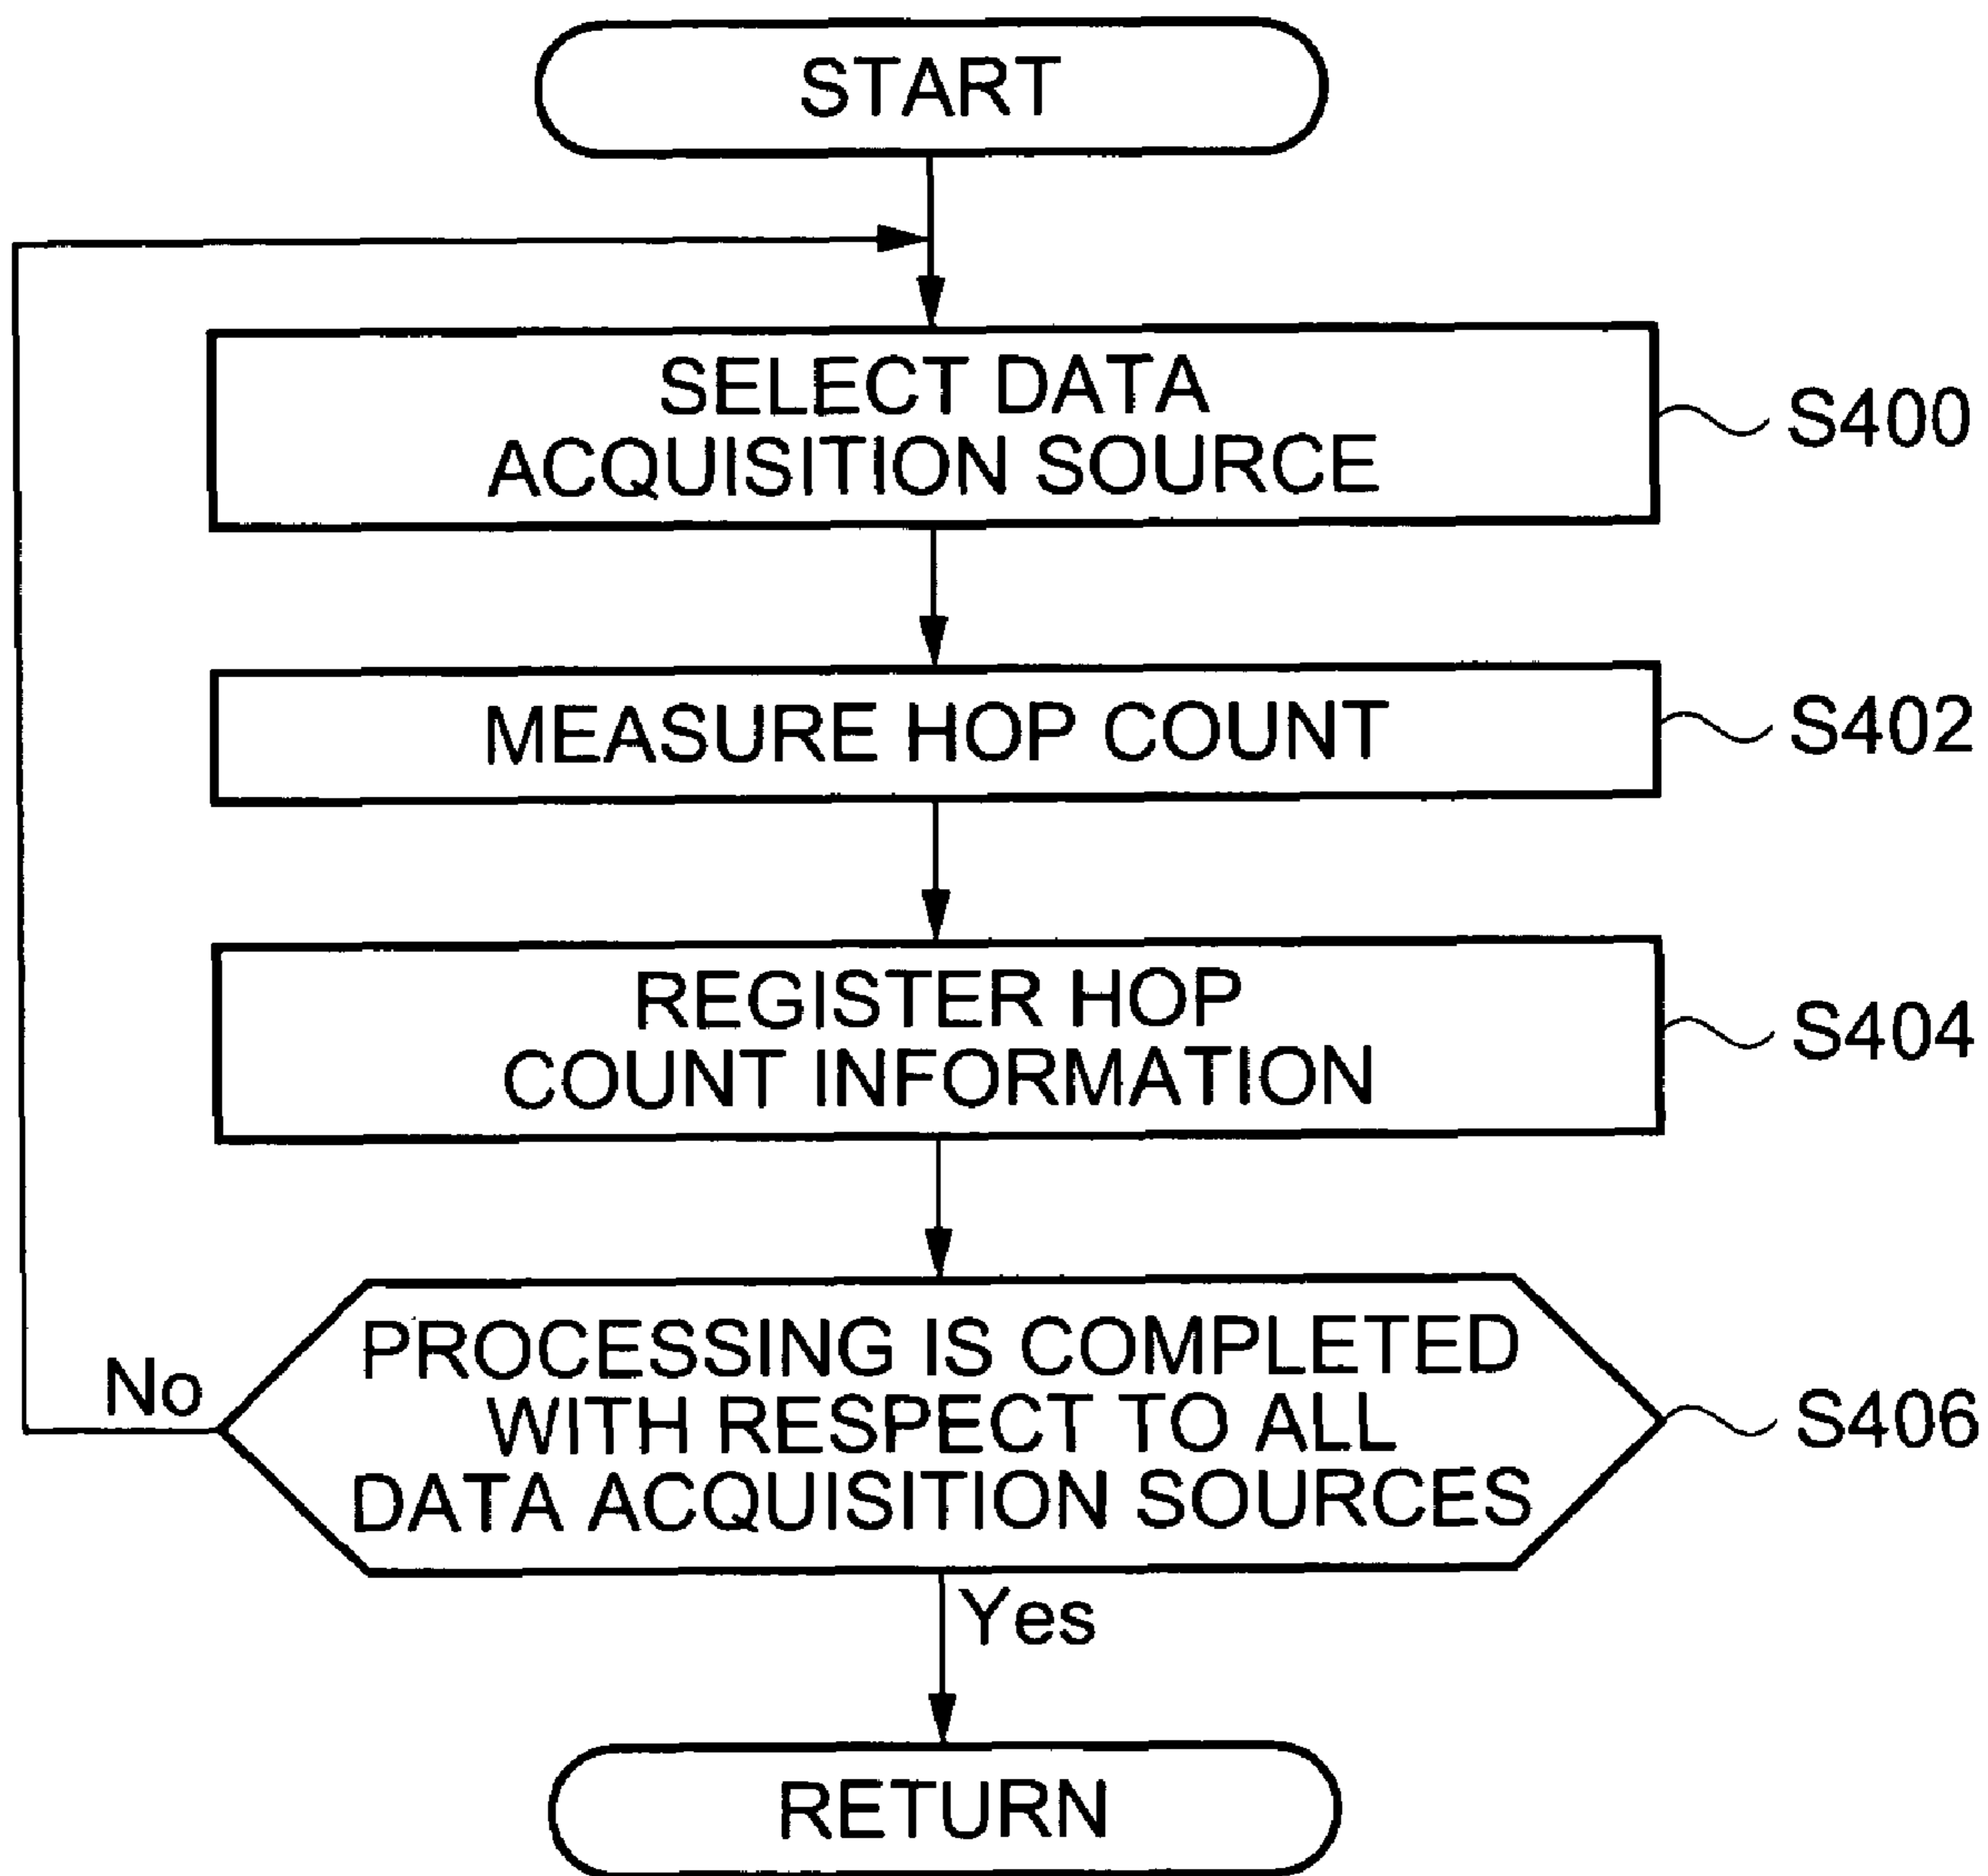 START
SELECT DATA
ACQUISITION SOURCE
S400
MEASURE HOP COUNT
S402
REGISTER HOP
COUNT INFORMATION
S404
PROCESSING IS COMPLETED
WITH RESPECT TO ALL
DATA ACQUISITION SOURCES
S406
No
Yes
RETURN